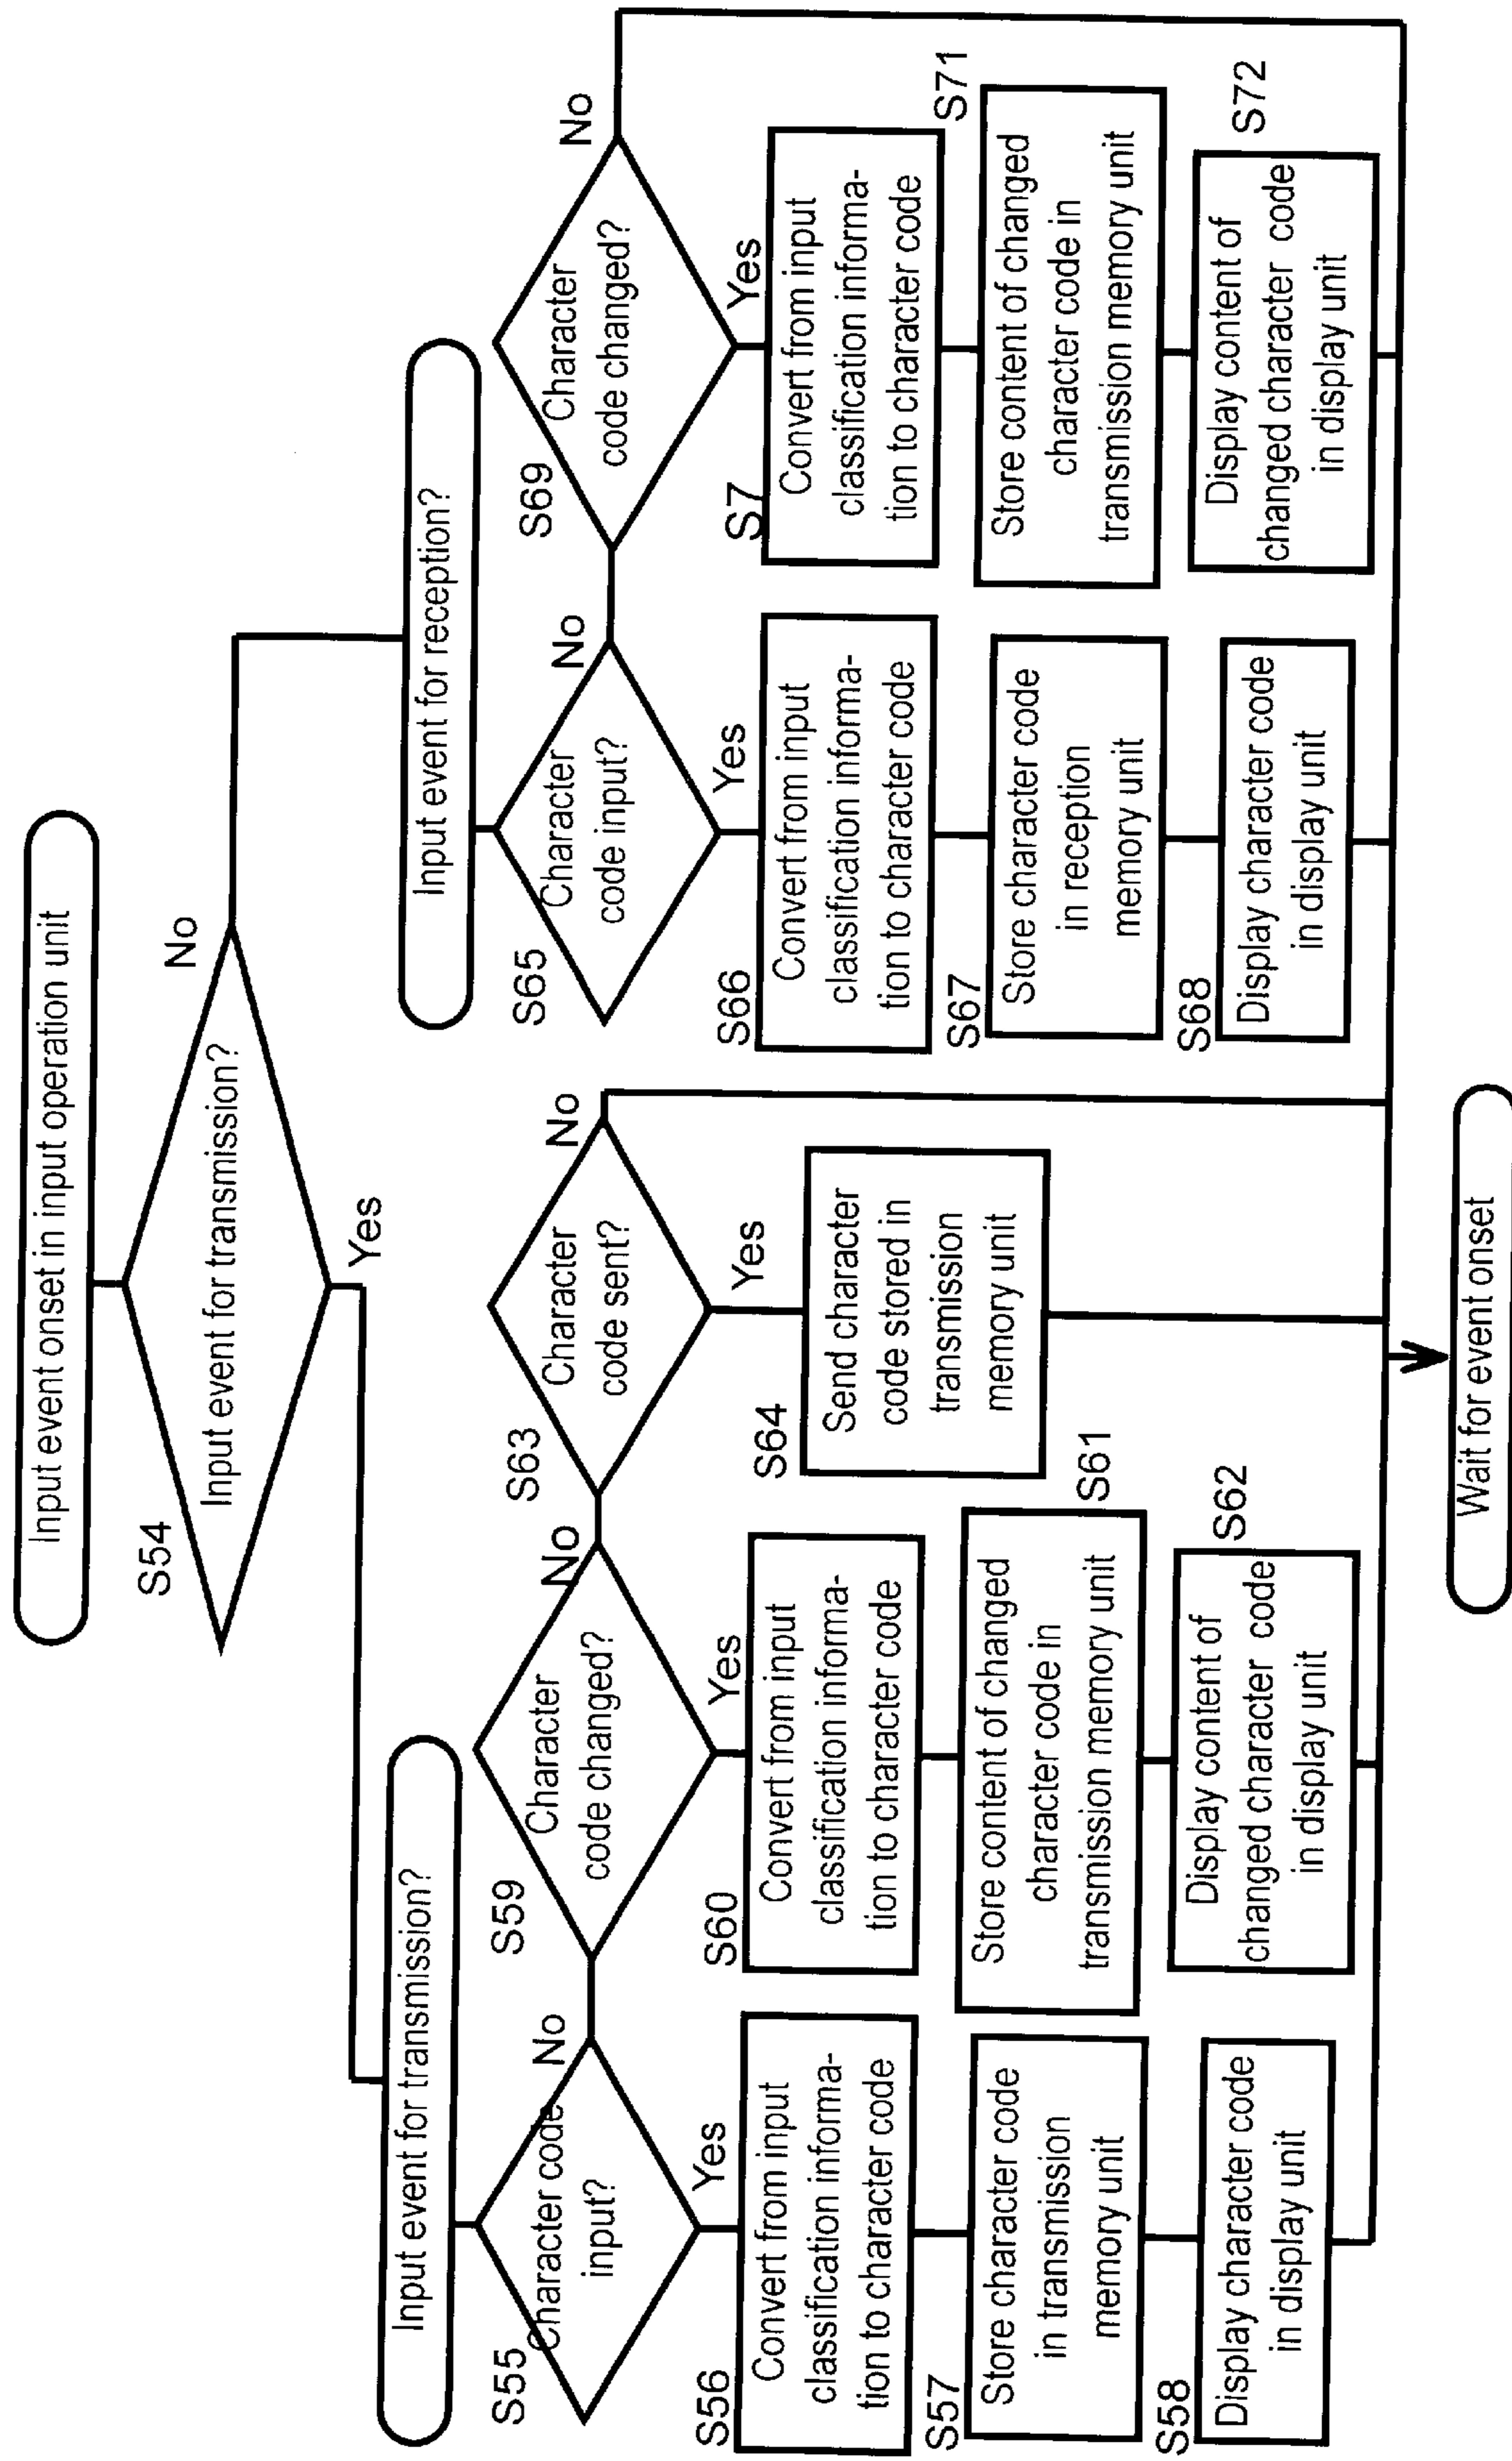 Input event onset in input operation unit
S54
Input event for transmission?
No
Yes
Input event for transmission?
S55
Character code
input?
No
Yes
S56
Convert from input
classification informa-
tion to character code
S57
Store character code
in transmission
memory unit
S58
Display character code
in display unit
S59
Character
code changed?
No
Yes
S60
Convert from input
classification informa-
tion to character code
S61
Store content of changed
character code in
transmission memory unit
S62
Display content of
changed character code
in display unit
S63
Character
code sent?
No
Yes
S64
Send character
code stored in
transmission
memory unit
Input event for reception?
S65
Character
code input?
No
Yes
S66
Convert from input
classification informa-
tion to character code
S67
Store character code
in reception
memory unit
S68
Display character code
in display unit
S69
Character
code changed?
No
Yes
S7
Convert from input
classification informa-
tion to character code
S71
Store content of changed
character code in
transmission memory unit
S72
Display content of
changed character code
in display unit
Wait for event onset